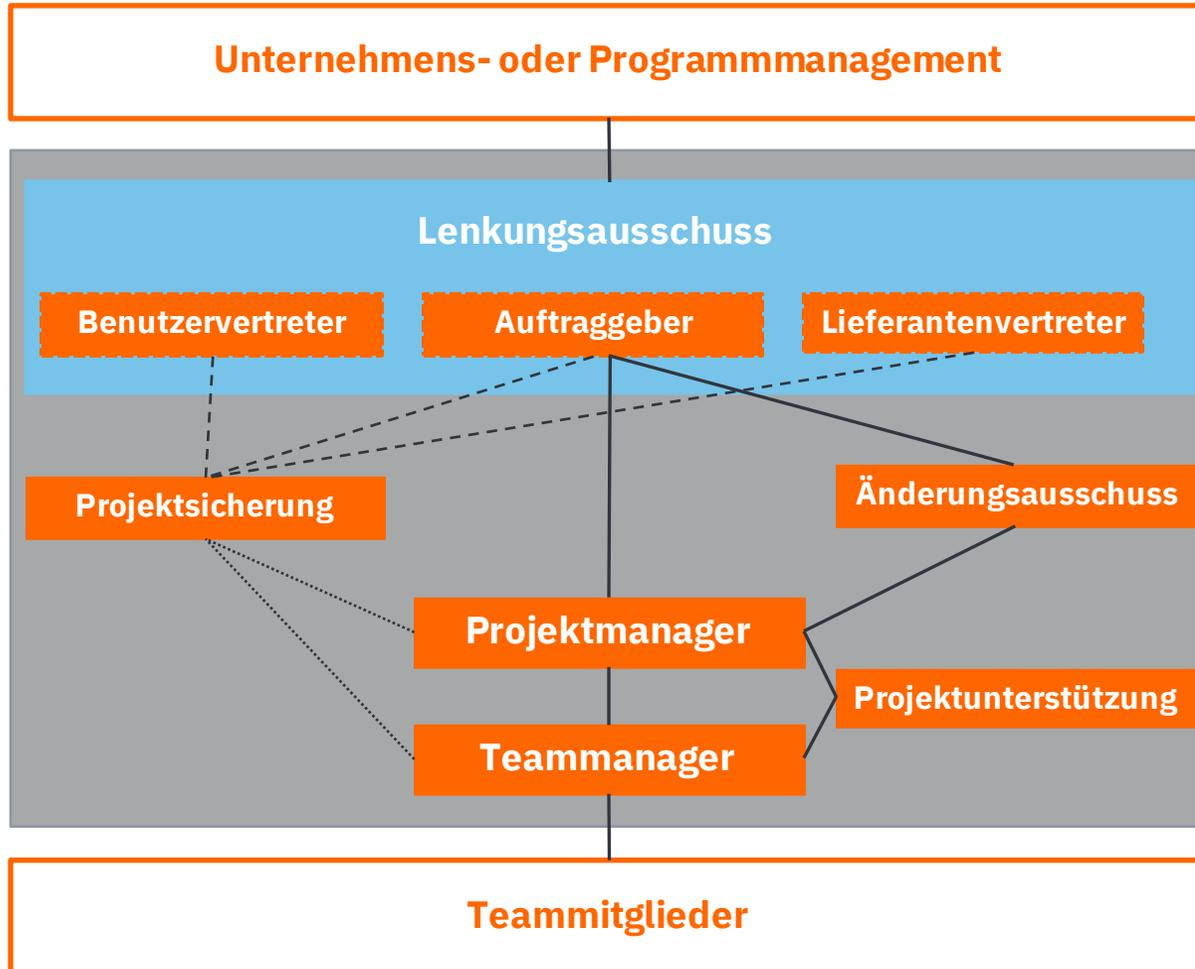 Unternehmens- oder Programmmanagement
Lenkungsausschuss
Benutzervertreter
Auftraggeber
Lieferantenvertreter
Projektsicherung
Änderungsausschuss
Projektmanager
Projektunterstützung
Teammanager
Teammitglieder